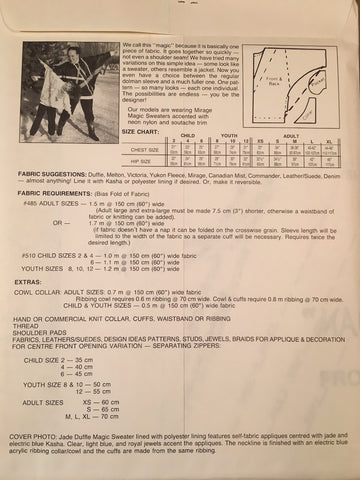 We call this "magic" because it is basically one
piece of fabric. It goes together so quickly —
not even a shoulder seam! We have tried many
variations on this simple idea — some look like
a sweater, others resemble a jacket. Now you
even have a choice between the regular
dolman sleeve and a much fuller one. One pat-
tern — so many looks — each one individual.
The possibilities are endless — you be the
designer!
Our models are wearing Mirage
Magic Sweaters accented with
neon nylon and soutache trim
Front &
Back
SIZE CHART:
CHILD YOUTH ADULT
2 4 6 8 10 12 XS S M L XL
CHEST SIZE
HIP SIZE
FABRIC SUGGESTIONS: Duffle, Melton, Victoria, Yukon Fleece, Mirage, Canadian Mist, Commander, Leather/Suede, Denim
— almost anything! Line it with Kasha or polyester lining if desired. Or, make it reversible.
FABRIC REQUIREMENTS: (Bias Fold of Fabric)
#485 ADULT SIZES — 1.5 m @ 150 cm (60") wide fabric
(Adult large and extra-large must be made 7.5 cm (3") shorter, otherwise a waistband of
fabric or knitting can be added).
OR — 1.7 m @ 150 cm (60") wide
(if fabric doesn't have a nap it can be folded on the crosswise grain. Sleeve length will be
limited to the width of the fabric so a separate cuff will be necessary. Requires twice the
desired length.)
#510 CHILD SIZES 2 & 4 — 1.0 m @ 150 cm (60") wide fabric
6 — 1.1 m @ 150 cm (60") wide
YOUTH SIZES 8, 10, 12 — 1.2 m @ 150 cm (60") wide
EXTRAS:
COWL COLLAR: ADULT SIZES: 0.7 m @ 150 cm (60") wide fabric
Ribbing cowl requires 0.6 m ribbing @ 70 cm wide. Cowl & cuffs require 0.8 m ribbing @ 70 cm wide.
CHILD & YOUTH SIZES — 0.5 m @ 150 cm (60") wide
HAND OR COMMERCIAL KNIT COLLAR, CUFFS, WAISTBAND OR RIBBING
THREAD
SHOULDER PADS
FABRICS, LEATHERS/SUEDES, DESIGN IDEAS PATTERNS, STUDS, JEWELS, BRAIDS FOR APPLIQUE & DECORATION
FOR CENTRE FRONT OPENING VARIATION — SEPARATING ZIPPERS:
CHILD SIZE 2 — 35 cm
4 — 40 cm
6 — 45 cm
YOUTH SIZE 8 & 10 — 50 cm
12 — 55 cm
ADULT SIZES XS — 60 cm
S — 65 cm
M, L, XL — 70 cm
COVER PHOTO: Jade Duffle Magic Sweater lined with polyester lining features self-fabric appliques centred with jade and
electric blue Kasha. Clear, light blue, and royal jewels accent the appliques. The neckline is finished with an electric blue
acrylic ribbing collar/cowl and the cuffs are made from the same ribbing.